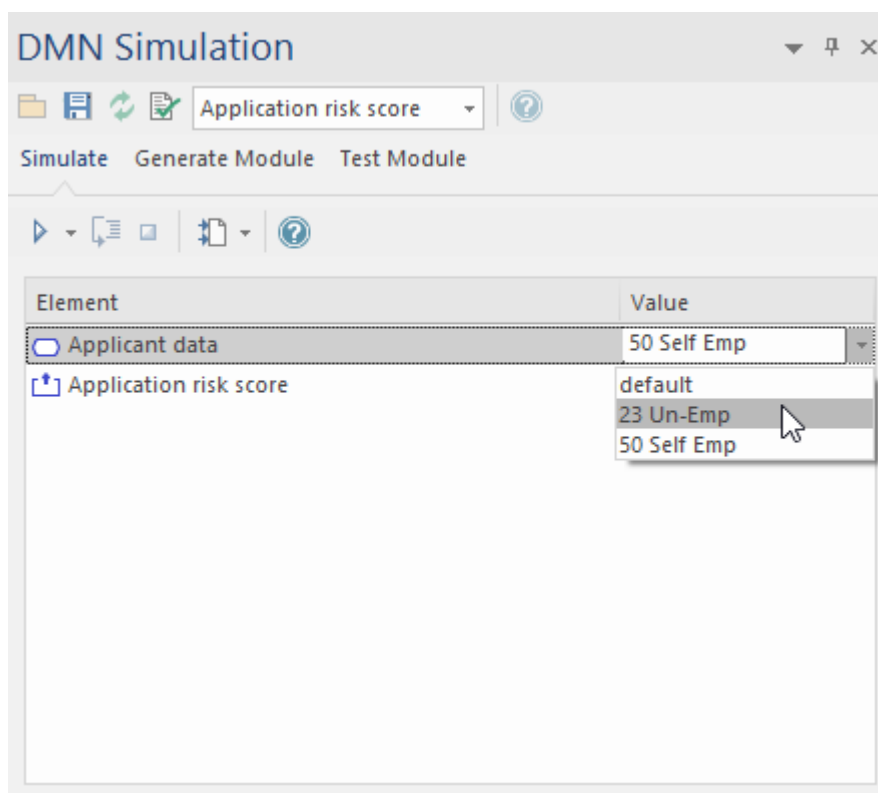 DMN Simulation
Application risk score
Simulate Generate Module Test Module
Element Value
Applicant data 50 Self Emp
Application risk score default
23 Un-Emp
50 Self Emp